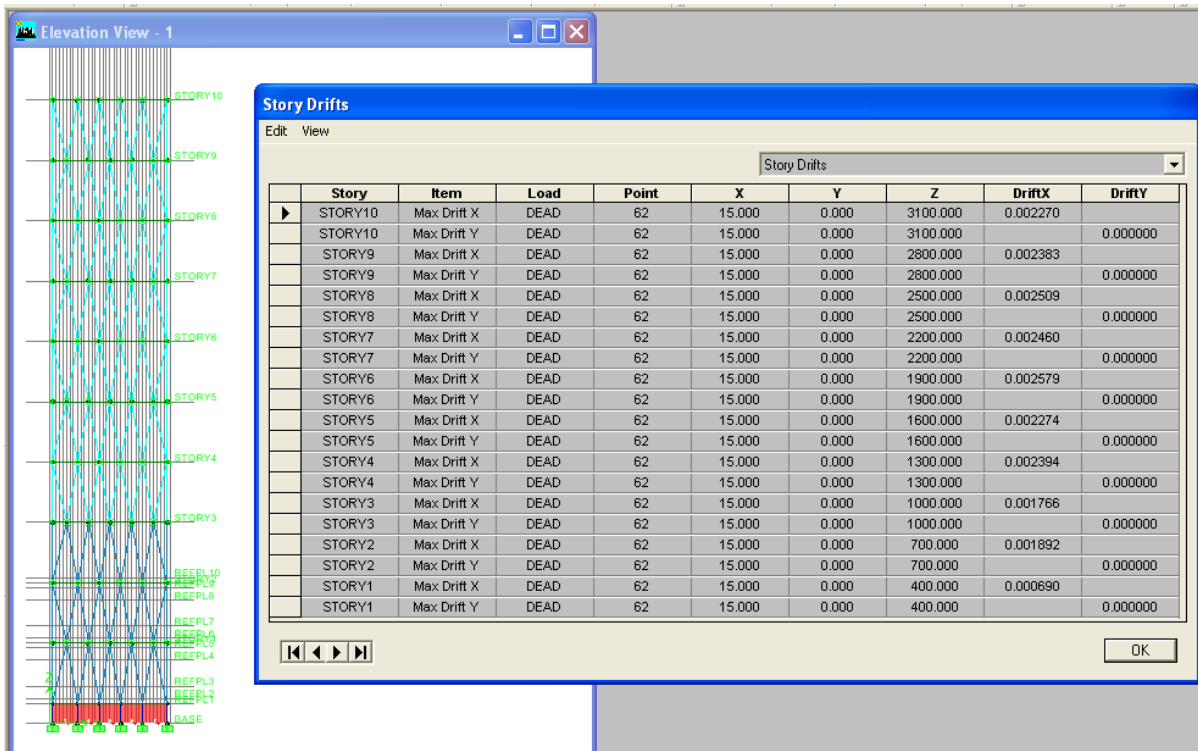 Elevation View - 1
STORY10
STORY9
STORY8
STORY7
STORY6
STORY5
STORY4
STORY3
REFPL10
REFPL9
REFPL8
REFPL7
REFPL6
REFPL5
REFPL4
REFPL3
REFPL2
REFPL1
BASE
Z
Story Drifts
Edit View
Story Drifts
Story Item Load Point X Y Z DriftX DriftY
STORY10 Max Drift X DEAD 62 15.000 0.000 3100.000 0.002270
STORY10 Max Drift Y DEAD 62 15.000 0.000 3100.000 0.000000
STORY9 Max Drift X DEAD 62 15.000 0.000 2800.000 0.002383
STORY9 Max Drift Y DEAD 62 15.000 0.000 2800.000 0.000000
STORY8 Max Drift X DEAD 62 15.000 0.000 2500.000 0.002509
STORY8 Max Drift Y DEAD 62 15.000 0.000 2500.000 0.000000
STORY7 Max Drift X DEAD 62 15.000 0.000 2200.000 0.002460
STORY7 Max Drift Y DEAD 62 15.000 0.000 2200.000 0.000000
STORY6 Max Drift X DEAD 62 15.000 0.000 1900.000 0.002579
STORY6 Max Drift Y DEAD 62 15.000 0.000 1900.000 0.000000
STORY5 Max Drift X DEAD 62 15.000 0.000 1600.000 0.002274
STORY5 Max Drift Y DEAD 62 15.000 0.000 1600.000 0.000000
STORY4 Max Drift X DEAD 62 15.000 0.000 1300.000 0.002394
STORY4 Max Drift Y DEAD 62 15.000 0.000 1300.000 0.000000
STORY3 Max Drift X DEAD 62 15.000 0.000 1000.000 0.001766
STORY3 Max Drift Y DEAD 62 15.000 0.000 1000.000 0.000000
STORY2 Max Drift X DEAD 62 15.000 0.000 700.000 0.001892
STORY2 Max Drift Y DEAD 62 15.000 0.000 700.000 0.000000
STORY1 Max Drift X DEAD 62 15.000 0.000 400.000 0.000690
STORY1 Max Drift Y DEAD 62 15.000 0.000 400.000 0.000000
OK